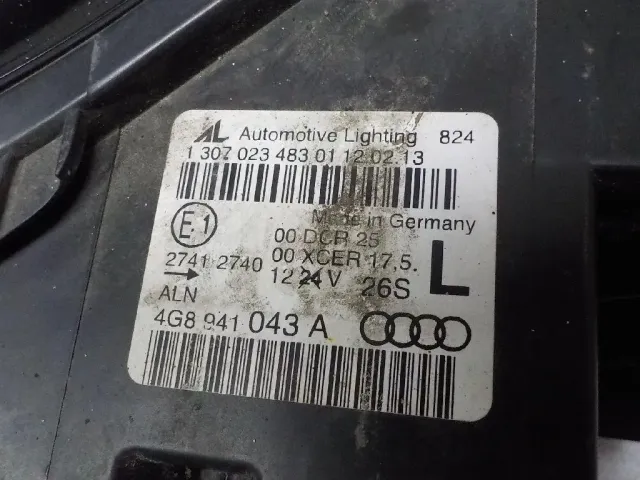 AL Automotive Lighting 824
1 307 023 483 01 12.02.13
Made in Germany
E1
00 DCR 25
2741 2740 00 XCER 17,5.
12 24 V 26S L
ALN
4G8 941 043 A